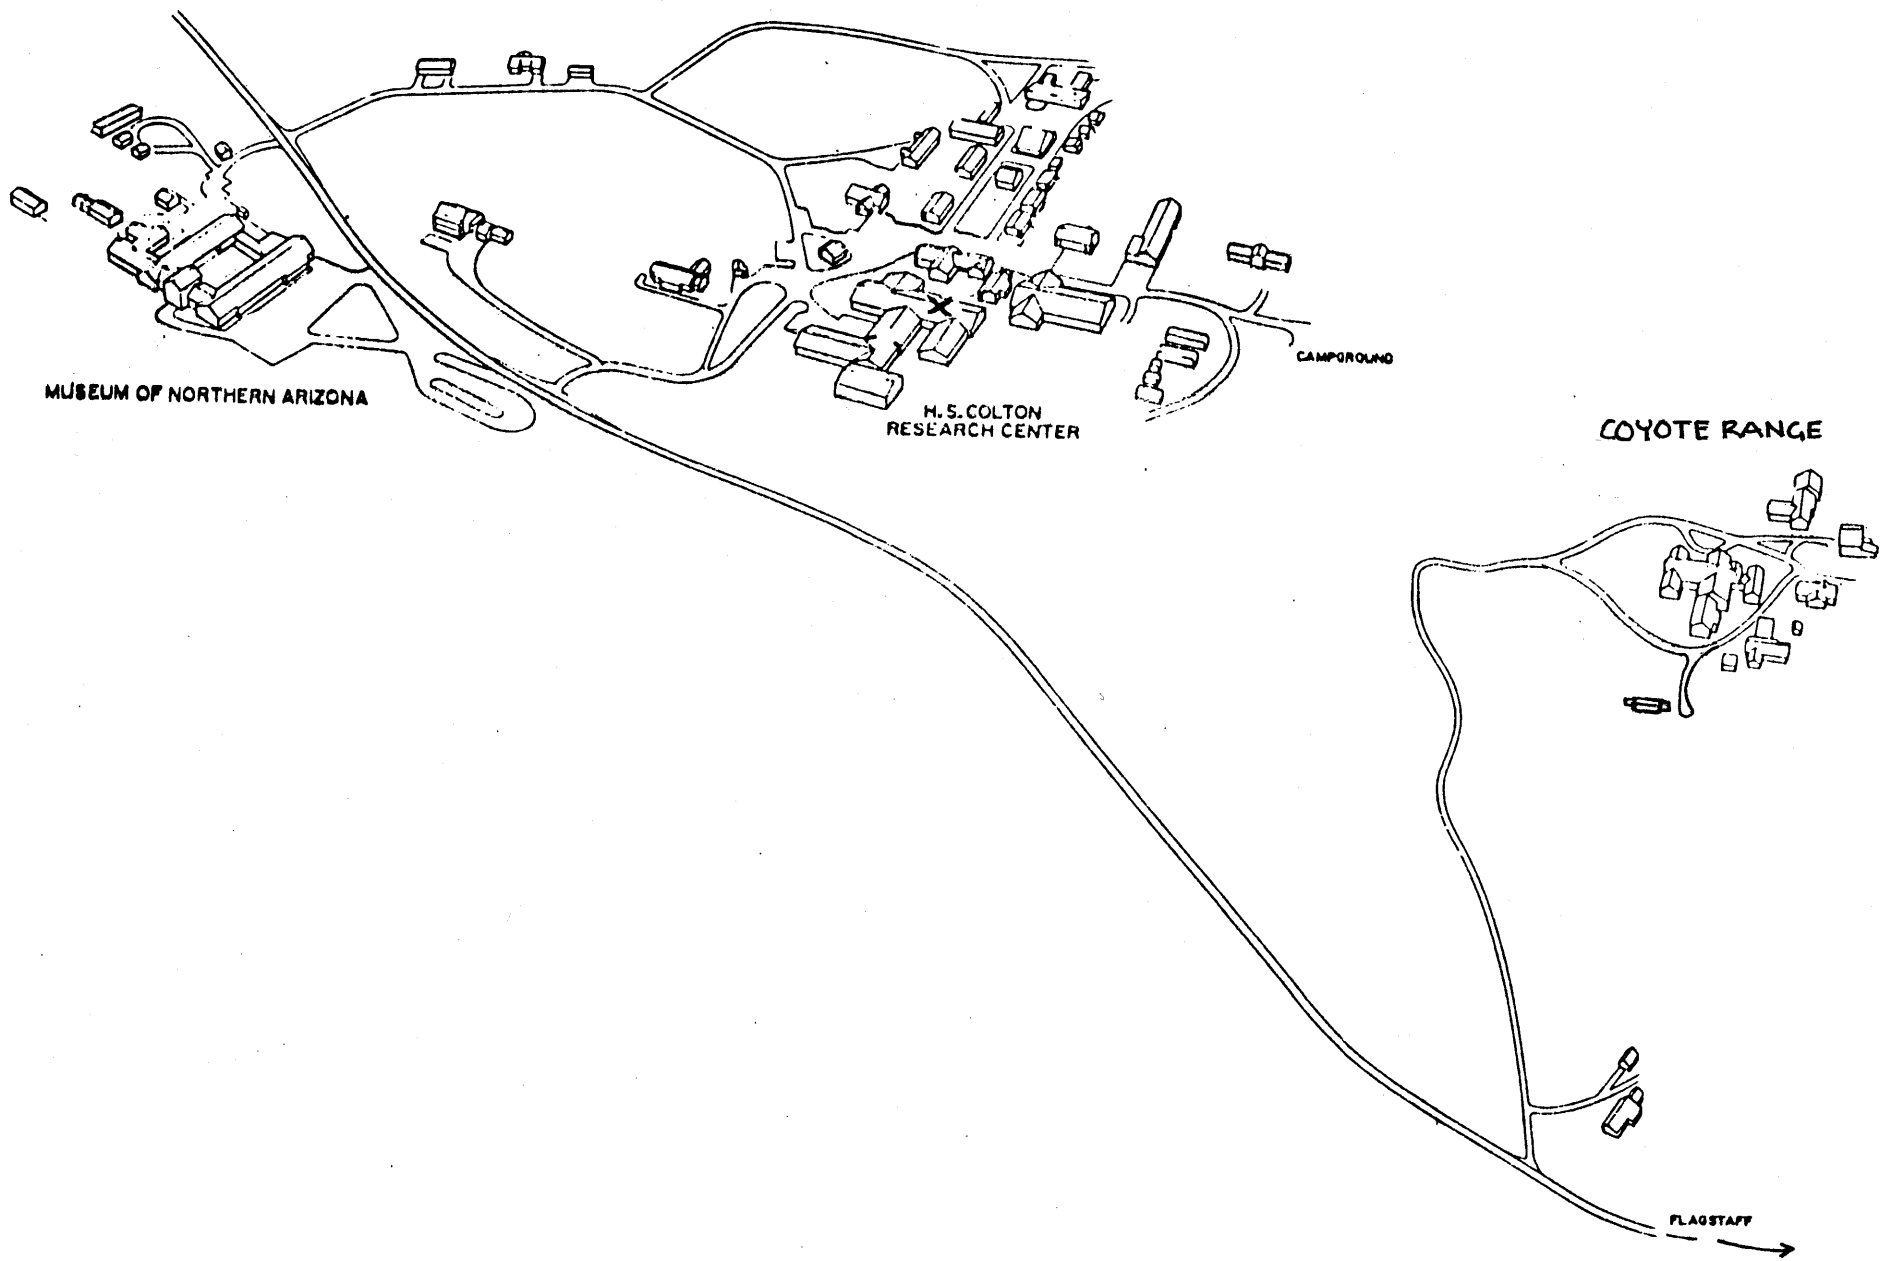 CAMPGROUND
MUSEUM OF NORTHERN ARIZONA
H.S. COLTON
RESEARCH CENTER
COYOTE RANGE
FLAGSTAFF